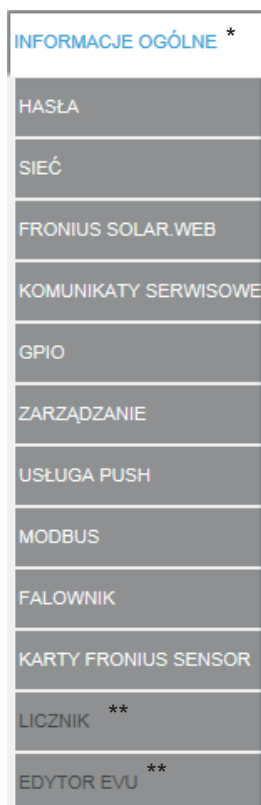 INFORMACJE OGÓLNE *
HASŁA
SIEĆ
FRONIUS SOLAR.WEB
KOMUNIKATY SERWISOWE
GPIO
ZARZĄDZANIE
USŁUGA PUSH
MODBUS
FALOWNIK
KARTY FRONIUS SENSOR
LICZNIK **
EDYTOR EVU **